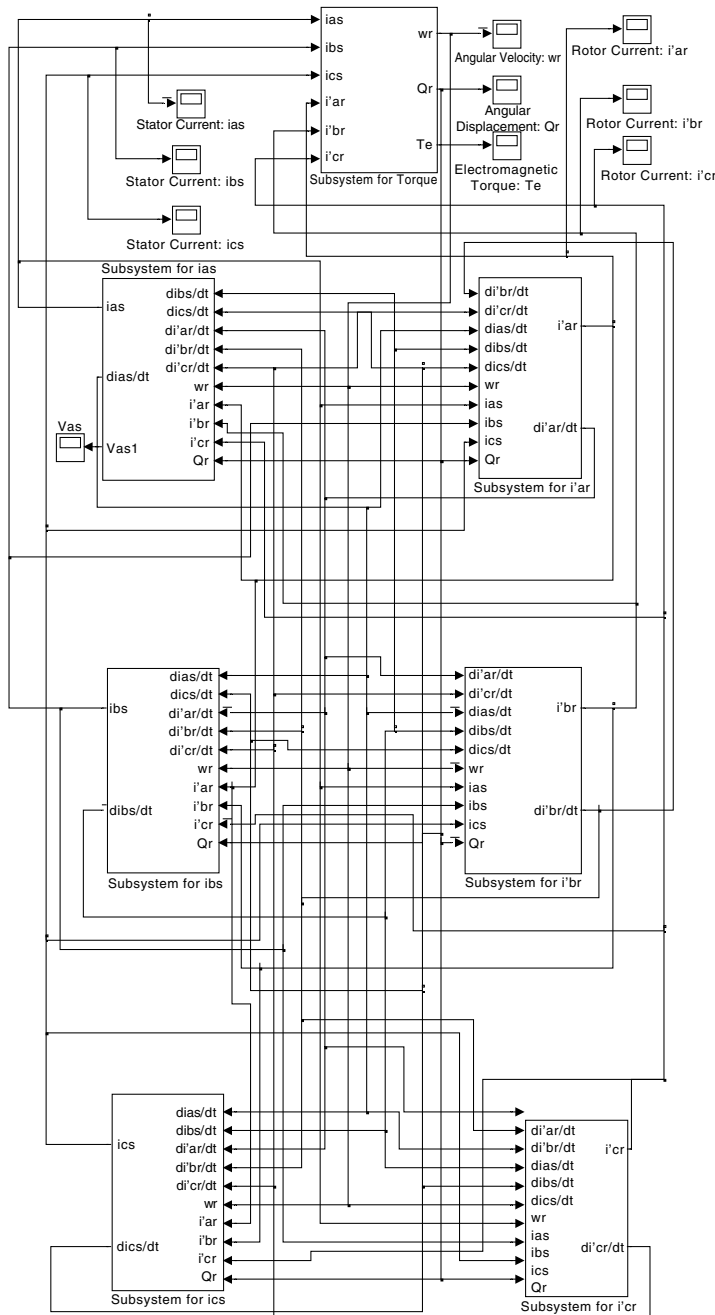 ias
ibs
ics
i'ar
i'br
i'cr
wr
Qr
Te
Subsystem for Torque
Angular Velocity: wr
Angular
Displacement: Qr
Electromagnetic
Torque: Te
Rotor Current: i'ar
Rotor Current: i'br
Rotor Current: i'cr
Stator Current: ias
Stator Current: ibs
Stator Current: ics
Subsystem for ias
ias
dias/dt
Vas1
Vas
dibs/dt
dics/dt
di'ar/dt
di'br/dt
di'cr/dt
wr
i'ar
i'br
i'cr
Qr
di'br/dt
di'cr/dt
dias/dt
dibs/dt
dics/dt
wr
ias
ibs
ics
Qr
i'ar
di'ar/dt
Subsystem for i'ar
ibs
dibs/dt
dias/dt
dics/dt
di'ar/dt
di'br/dt
di'cr/dt
wr
i'ar
i'br
i'cr
Qr
Subsystem for ibs
di'ar/dt
di'cr/dt
dias/dt
dibs/dt
dics/dt
wr
ias
ibs
ics
Qr
i'br
di'br/dt
Subsystem for i'br
ics
dics/dt
dias/dt
dibs/dt
di'ar/dt
di'br/dt
di'cr/dt
wr
i'ar
i'br
i'cr
Qr
Subsystem for ics
di'ar/dt
di'br/dt
dias/dt
dibs/dt
dics/dt
wr
ias
ibs
ics
Qr
i'cr
di'cr/dt
Subsystem for i'cr